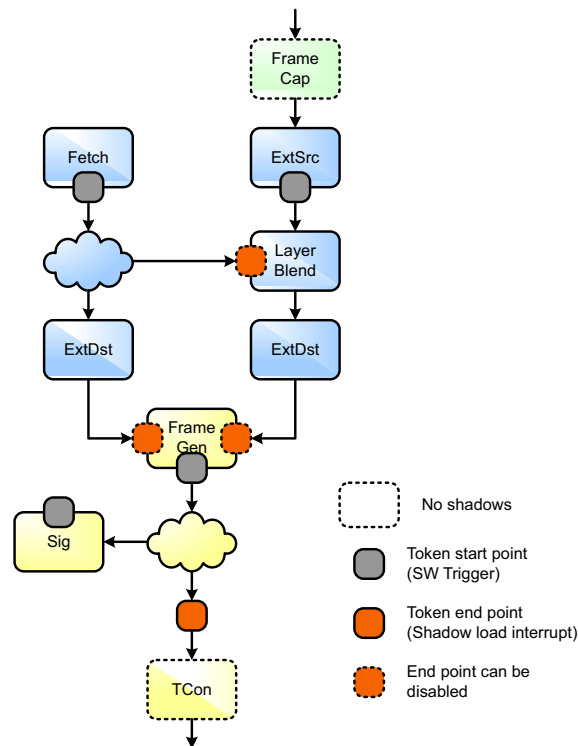 Frame
Cap
Fetch
ExtSrc
Layer
Blend
ExtDst
ExtDst
Frame
Gen
Sig
TCon
No shadows
Token start point
(SW Trigger)
Token end point
(Shadow load interrupt)
End point can be
disabled